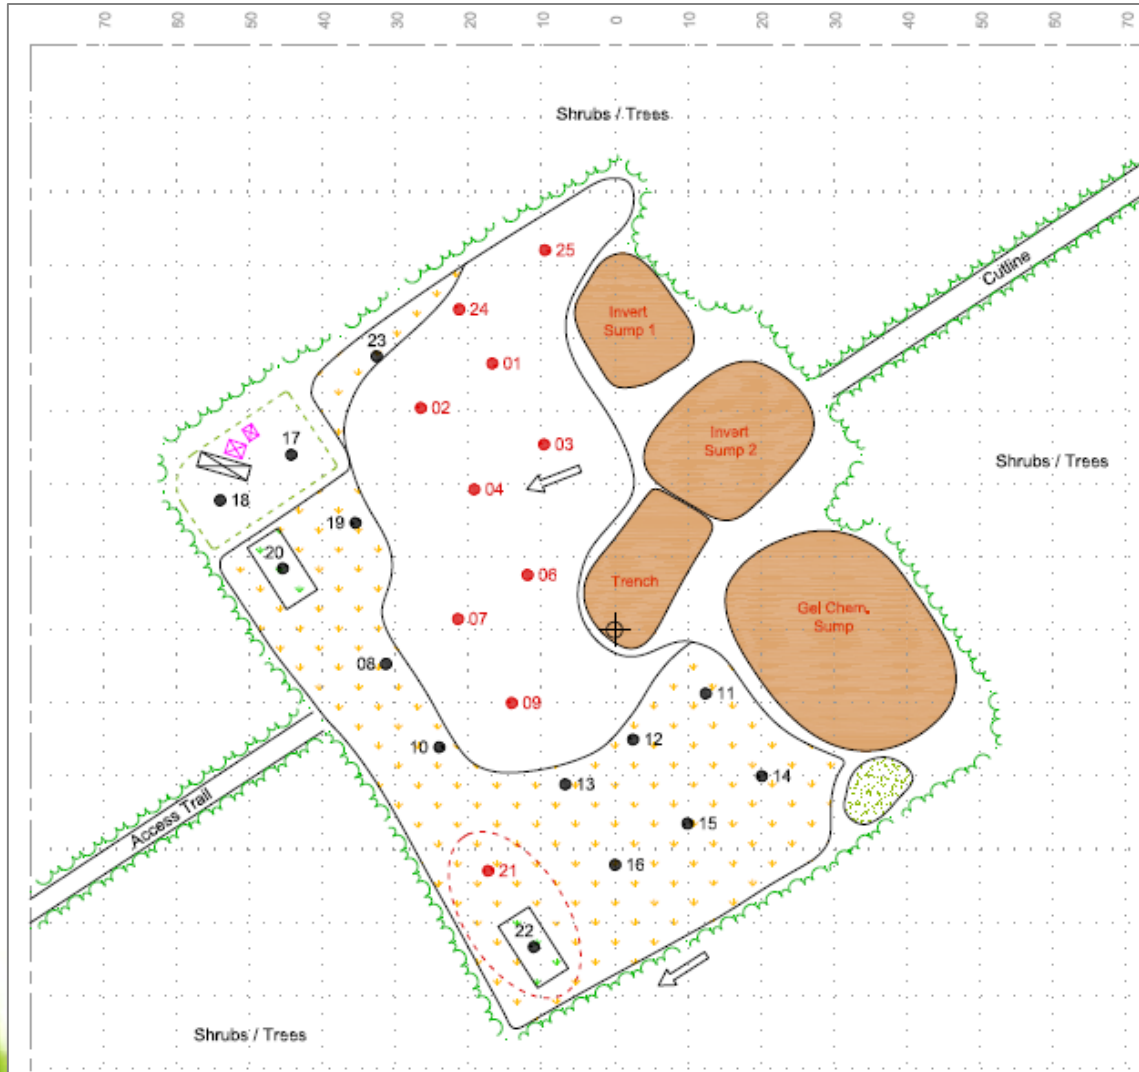 70 60 50 40 30 20 10 0 10 20 30 40 50 60 70
Shrubs / Trees
25
Cutline
24
Invert
Sump 1
23
01
02
17
Invert
Sump 2
03
Shrubs / Trees
04
18
19
20
06
Trench
07
Gel Chem.
Sump
08
11
09
12
10
14
13
Access Trail
15
16
21
22
Shrubs / Trees